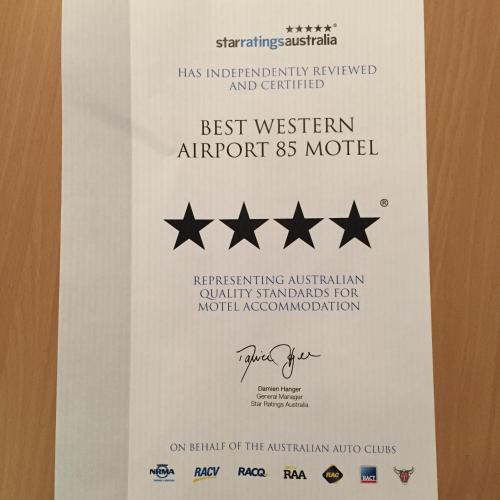 starratingsaustralia®
HAS INDEPENDENTLY REVIEWED
AND CERTIFIED
BEST WESTERN
AIRPORT 85 MOTEL
®
REPRESENTING AUSTRALIAN
QUALITY STANDARDS FOR
MOTEL ACCOMMODATION
Damien Hanger
General Manager
Star Ratings Australia
ON BEHALF OF THE AUSTRALIAN AUTO CLUBS
NRMA RACV RACQ RAA RAC RACT